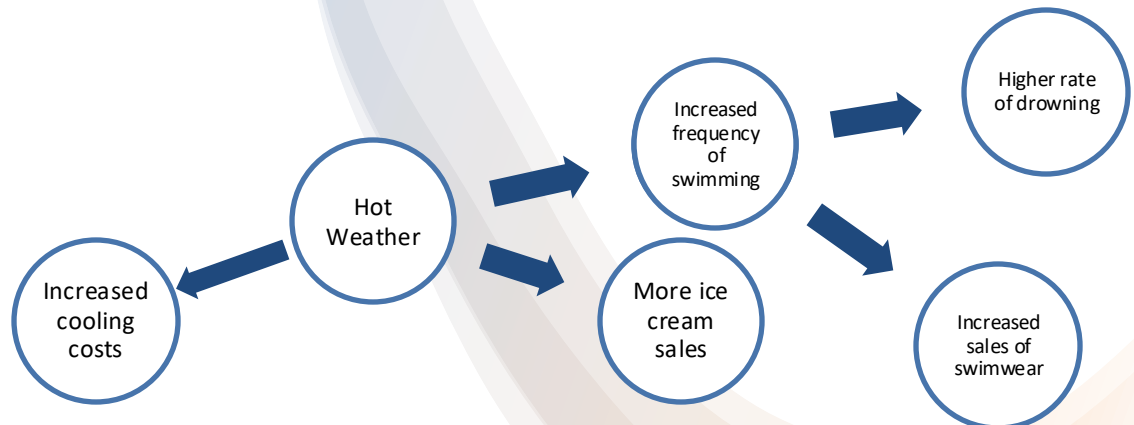 Hot
Weather
Increased
cooling
costs
Increased
frequency
of
swimming
More ice
cream
sales
Higher rate
of drowning
Increased
sales of
swimwear